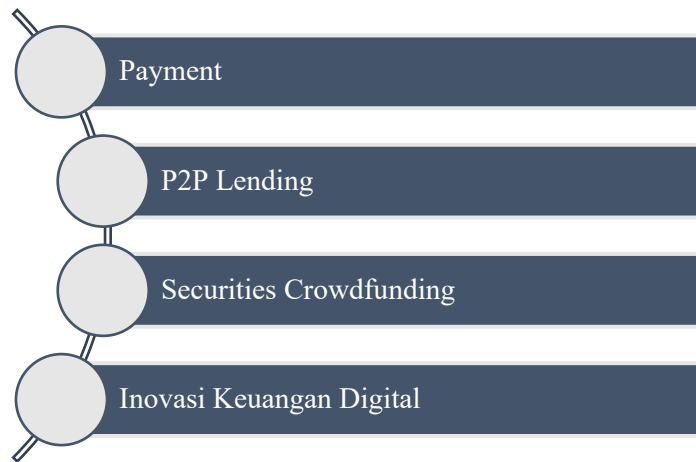 Payment
P2P Lending
Securities Crowdfunding
Inovasi Keuangan Digital